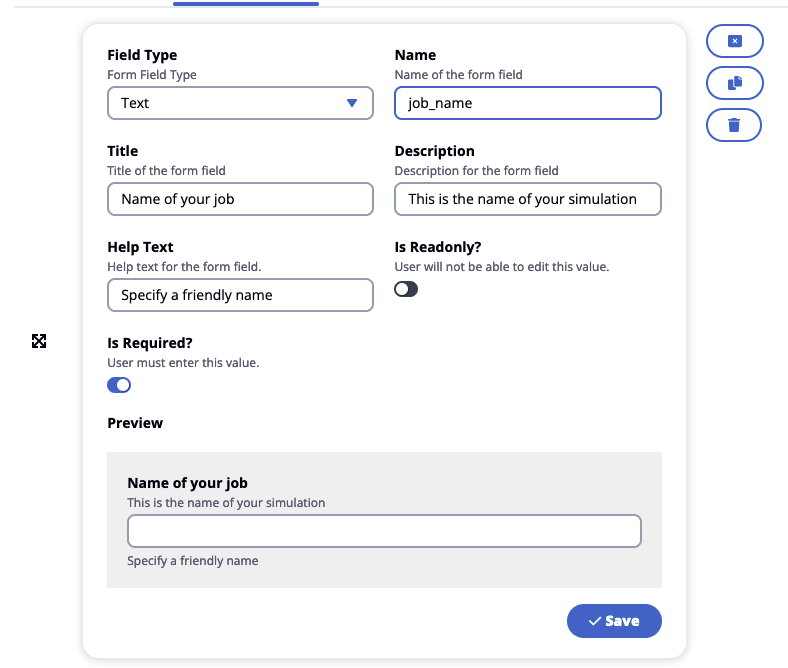 Field Type
Form Field Type
Text
Name
Name of the form field
job_name
Title
Title of the form field
Name of your job
Description
Description for the form field
This is the name of your simulation
Help Text
Help text for the form field.
Specify a friendly name
Is Readonly?
User will not be able to edit this value.
Is Required?
User must enter this value.
Preview
Name of your job
This is the name of your simulation
Specify a friendly name
Save